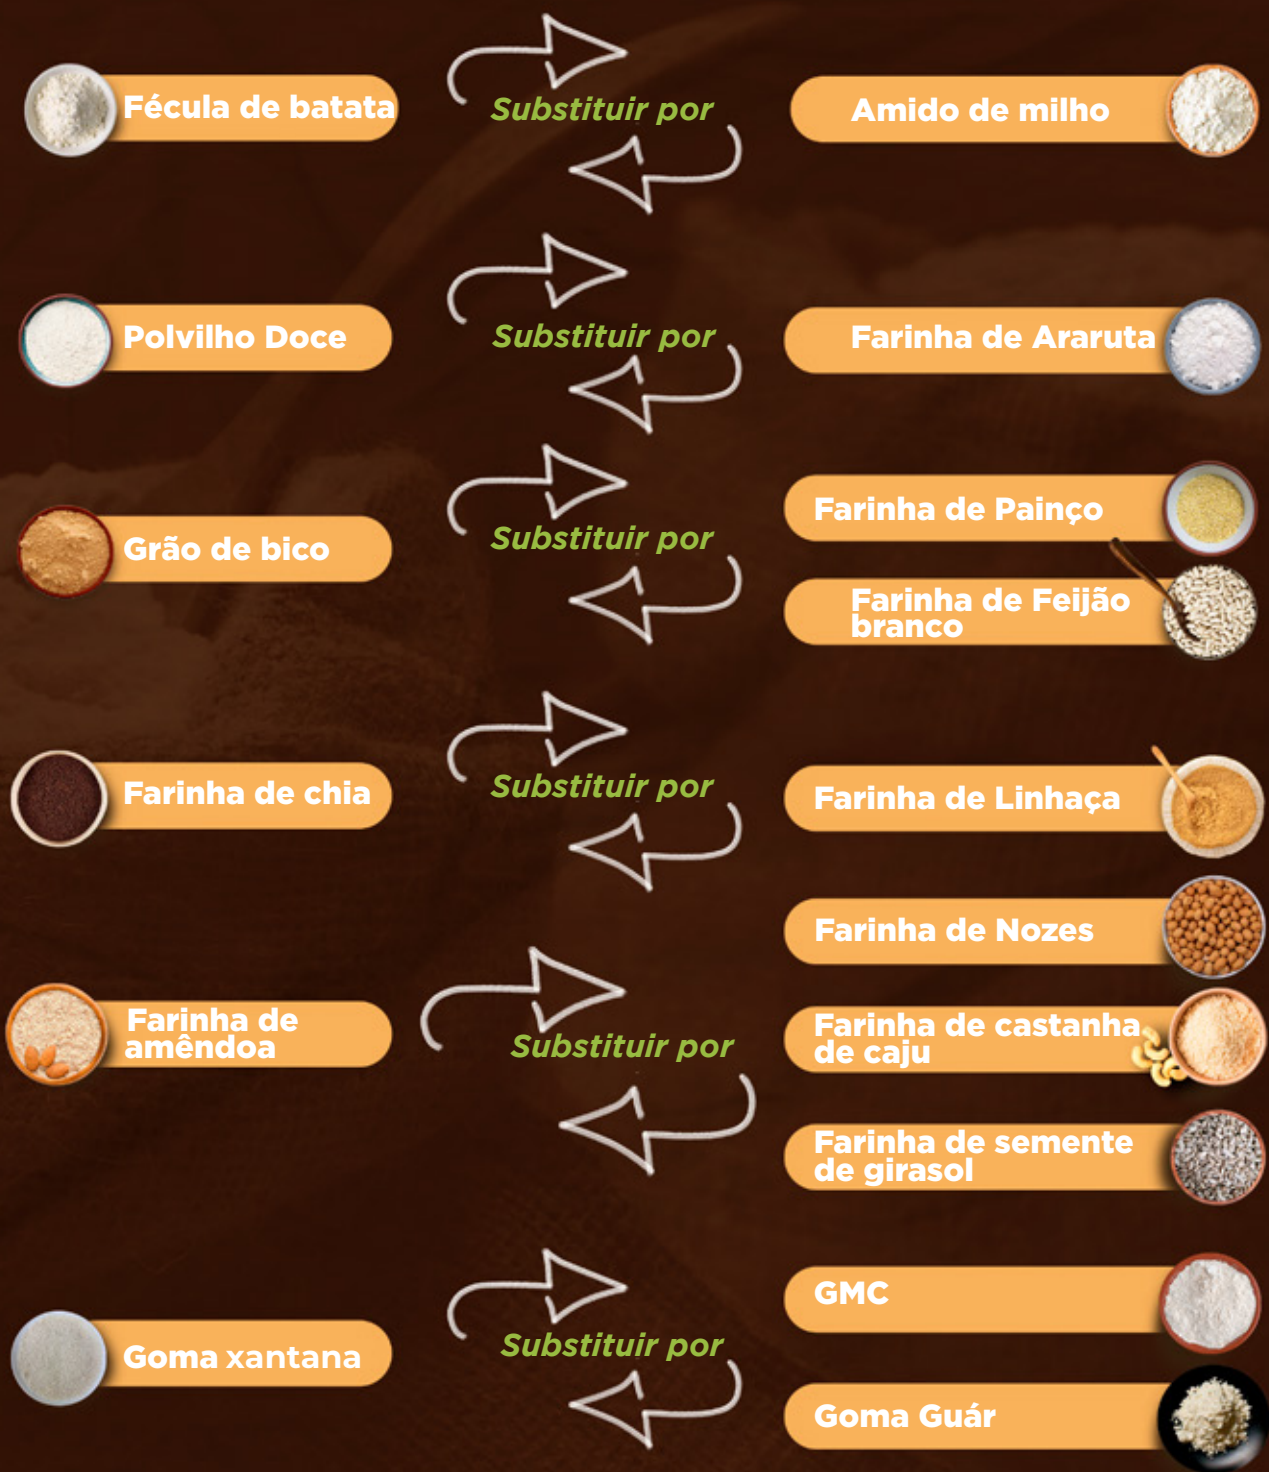 Fécula de batata
Substituir por
Amido de milho
Polvilho Doce
Substituir por
Farinha de Araruta
Grão de bico
Substituir por
Farinha de Painço
Farinha de Feijão
branco
Farinha de chia
Substituir por
Farinha de Linhaça
Farinha de
amêndoa
Substituir por
Farinha de Nozes
Farinha de castanha
de caju
Farinha de semente
de girasol
Goma xantana
Substituir por
GMC
Goma Guár